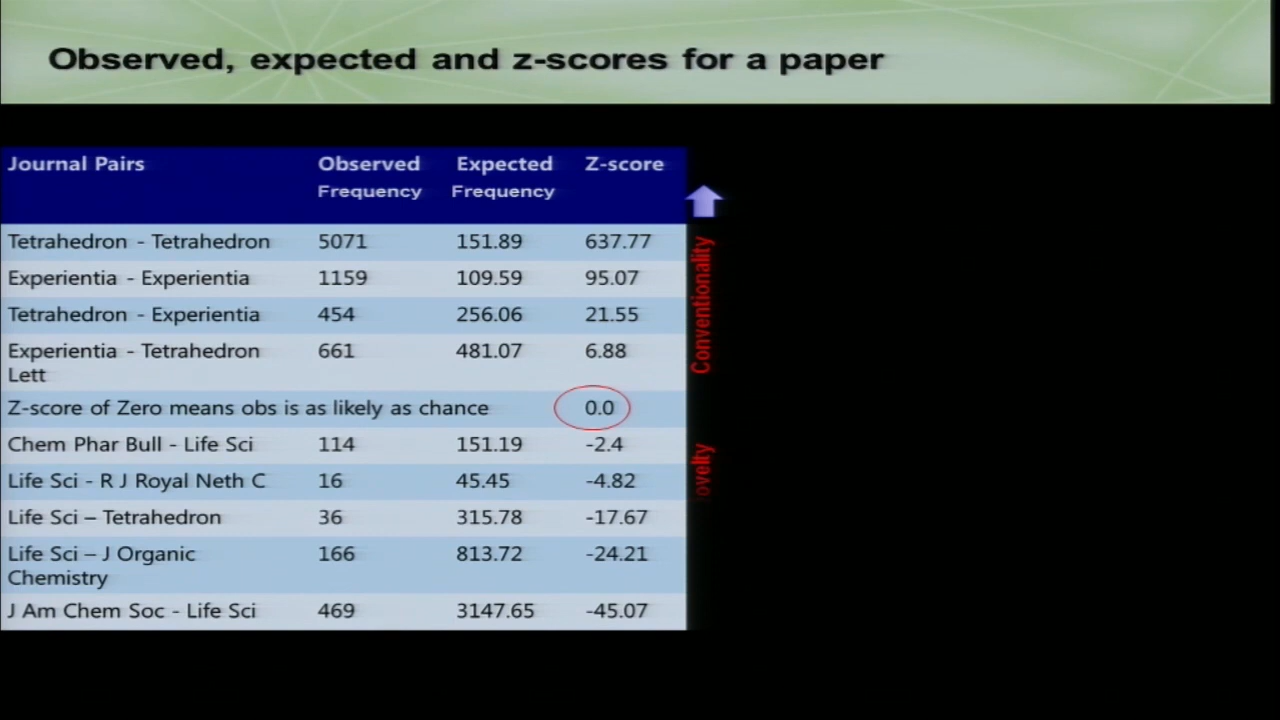 Observed, expected and z-scores for a paper
Journal Pairs Observed Frequency Expected Frequency Z-score
Tetrahedron - Tetrahedron 5071 151.89 637.77
Experientia - Experientia 1159 109.59 95.07
Tetrahedron - Experientia 454 256.06 21.55
Experientia - Tetrahedron Lett 661 481.07 6.88
Z-score of Zero means obs is as likely as chance 0.0
Chem Phar Bull - Life Sci 114 151.19 -2.4
Life Sci - R J Royal Neth C 16 45.45 -4.82
Life Sci – Tetrahedron 36 315.78 -17.67
Life Sci – J Organic Chemistry 166 813.72 -24.21
J Am Chem Soc - Life Sci 469 3147.65 -45.07
Conventionality
ovelty